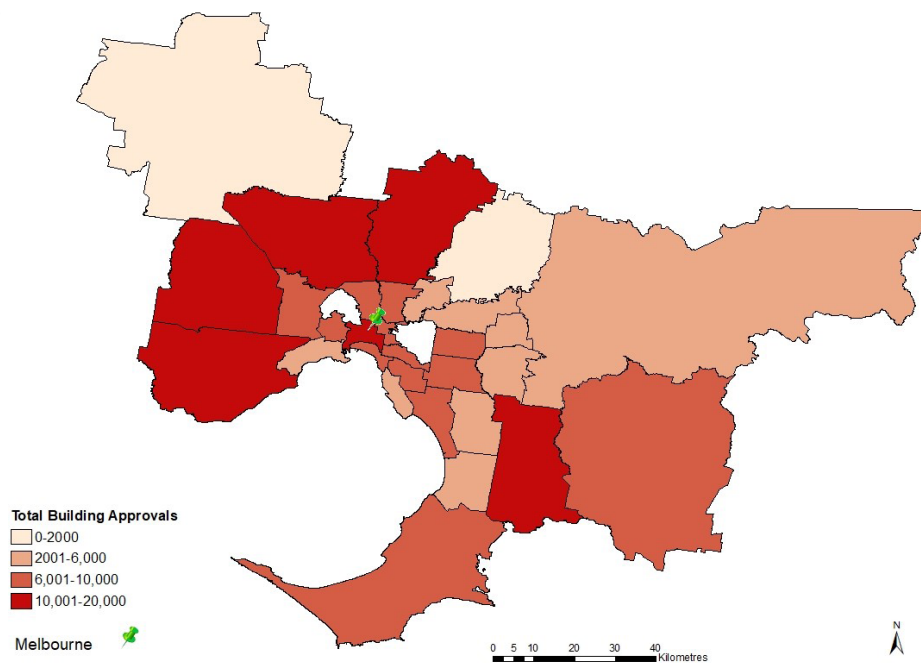 Total Building Approvals
0-2000
2001-6,000
6,001-10,000
10,001-20,000
Melbourne
N
0 5 10 20 30 40
Kilometres